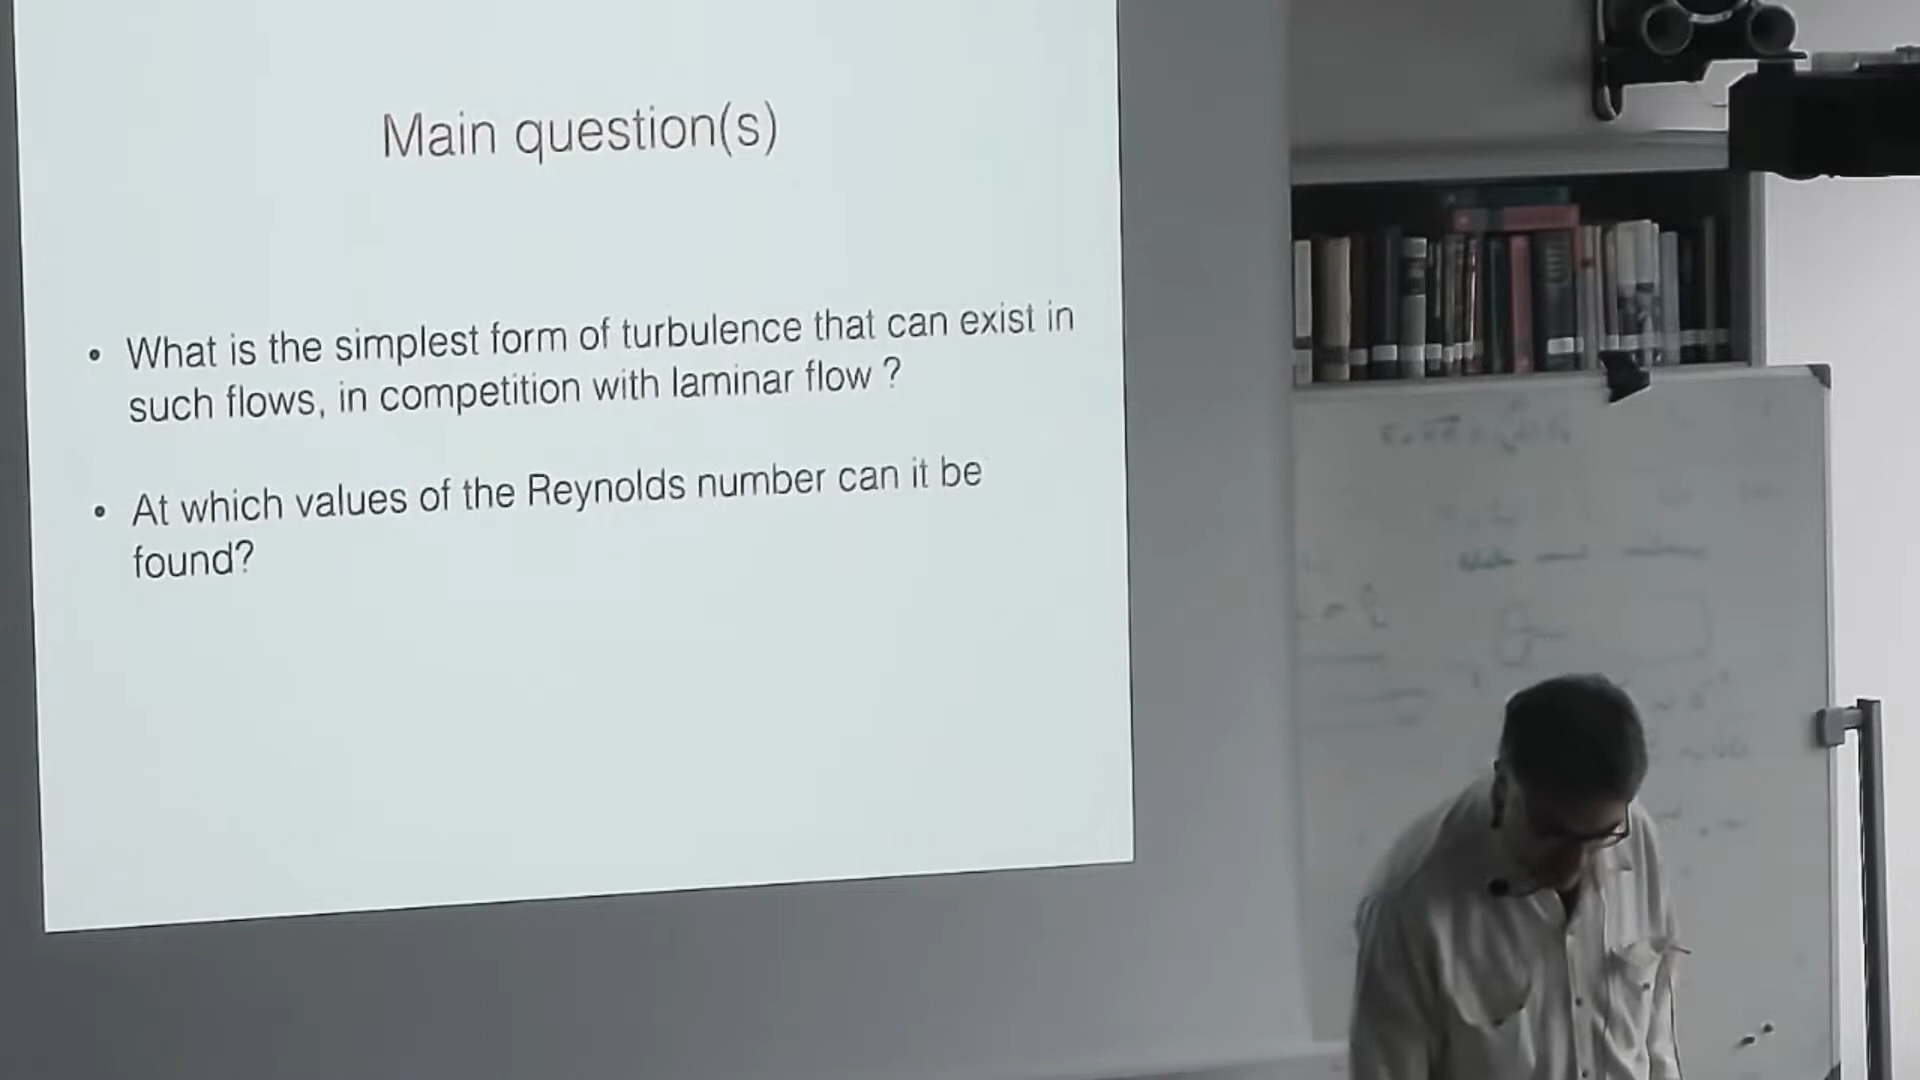 Main question(s)
• What is the simplest form of turbulence that can exist in
such flows, in competition with laminar flow ?
• At which values of the Reynolds number can it be
found?